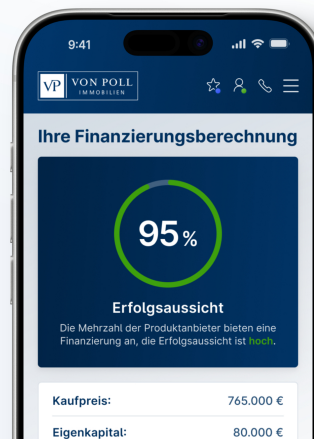 9:41
VP VON POLL
IMMOBILIEN
Ihre Finanzierungsberechnung
95 %
Erfolgsaussicht
Die Mehrzahl der Produktanbieter bieten eine
Finanzierung an, die Erfolgsaussicht ist hoch.
Kaufpreis: 765.000 €
Eigenkapital: 80.000 €